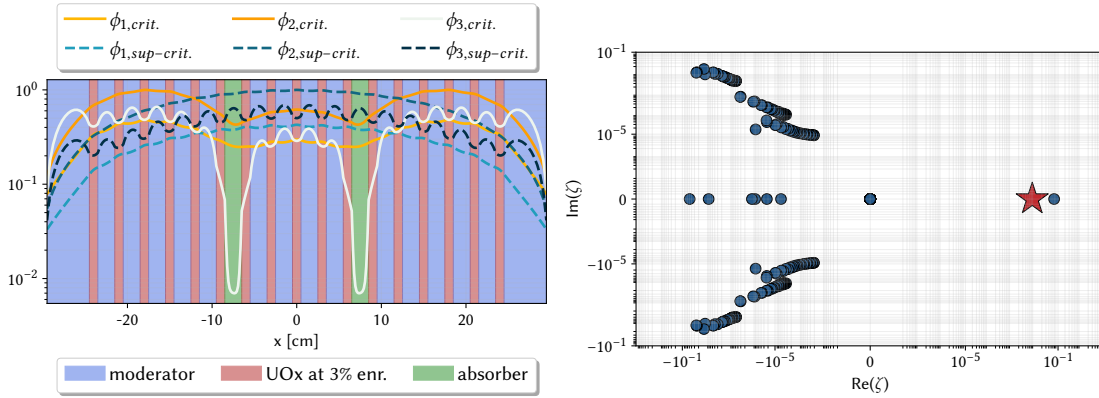 ϕ1,crit. ϕ2,crit. ϕ3,crit.
ϕ1,sup−crit. ϕ2,sup−crit. ϕ3,sup−crit.
10^0
10^−1
10^−2
-20 -10 0 10 20
x [cm]
moderator UOx at 3% enr. absorber
10^−1
10^−5
0
−10^−5
−10^−1
Im(ζ)
−10^−1 −10^−5 0 10^−5 10^−1
Re(ζ)